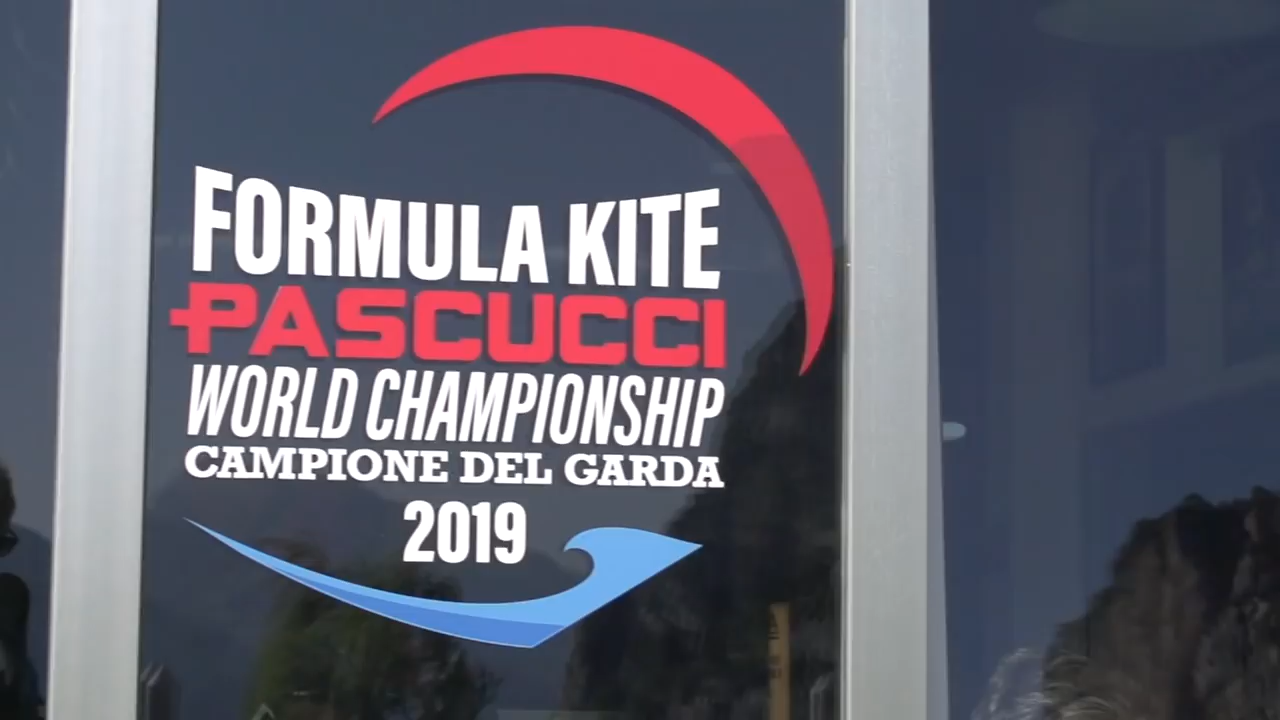 FORMULA KITE
PASCUCCI
WORLD CHAMPIONSHIP
CAMPIONE DEL GARDA
2019